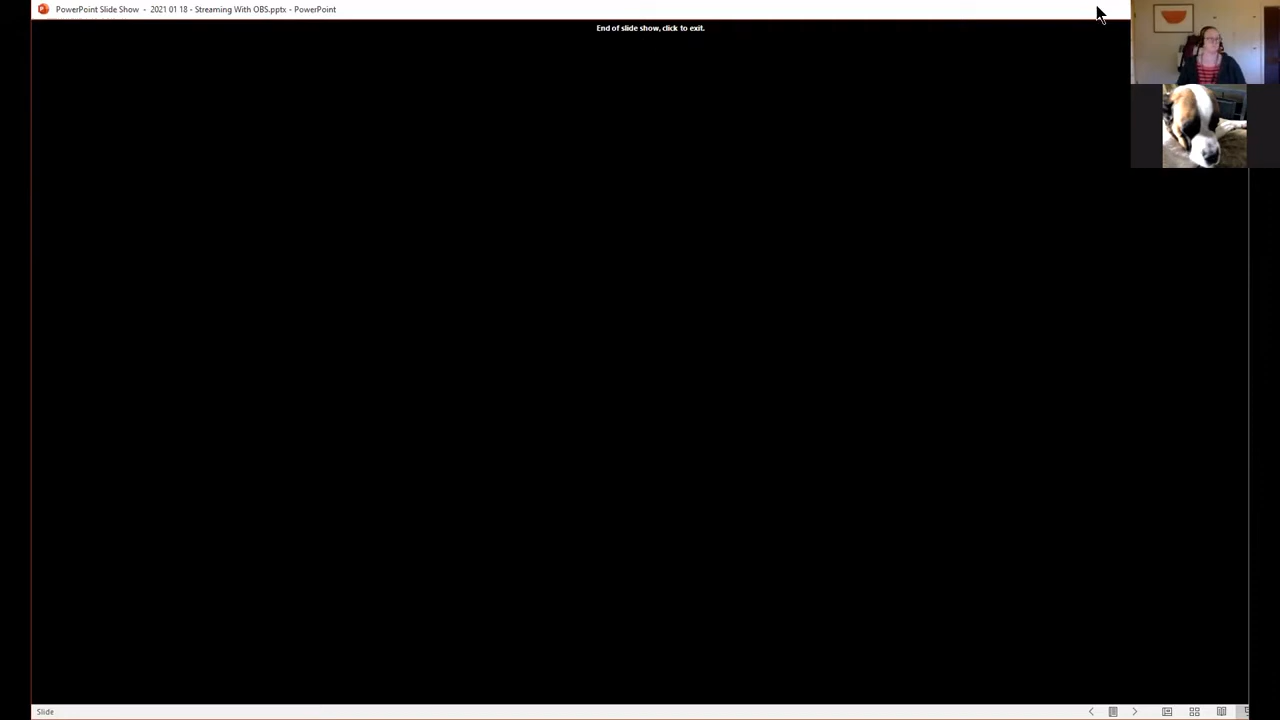 PowerPoint Slide Show - 2021 01 18 - Streaming With OBS.pptx - PowerPoint
End of slide show, click to exit.
Slide